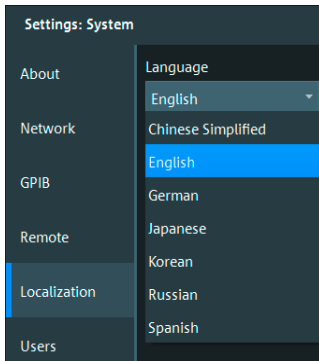 Settings: System
About
Network
GPIB
Remote
Localization
Users
Language
English
Chinese Simplified
English
German
Japanese
Korean
Russian
Spanish